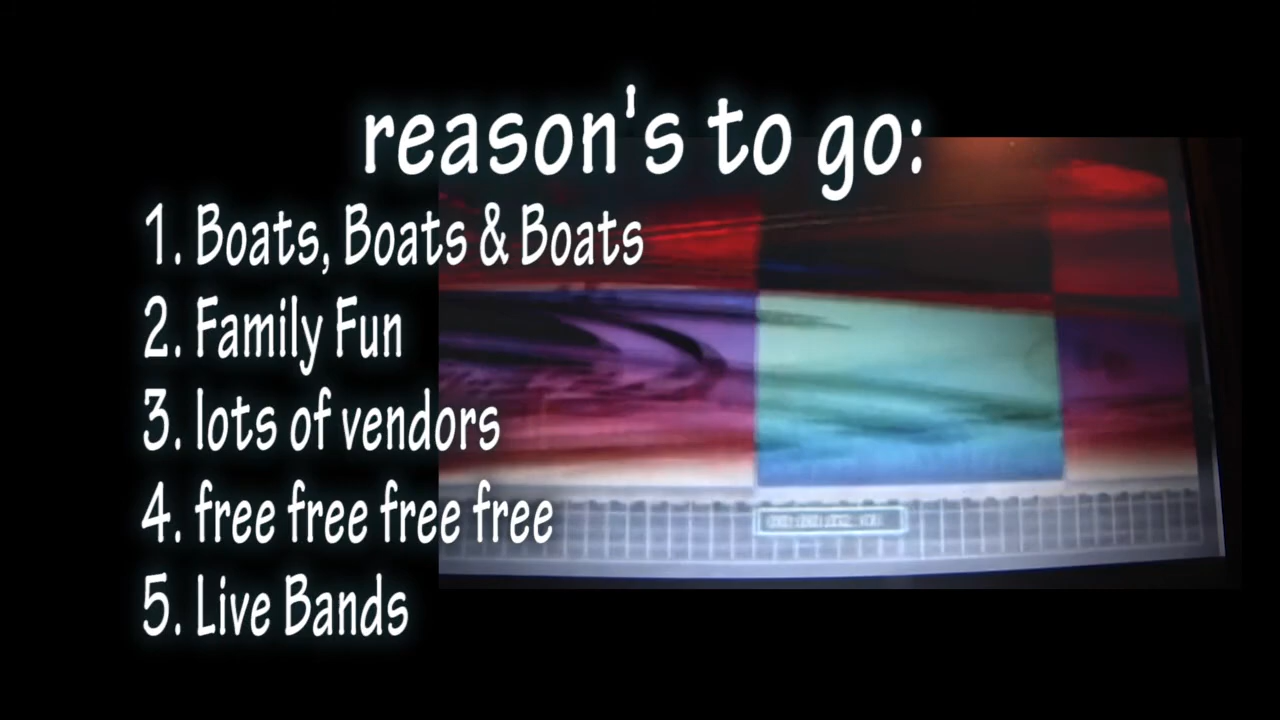 reason's to go:
1. Boats, Boats & Boats
2. Family Fun
3. lots of vendors
4. free free free free
5. Live Bands